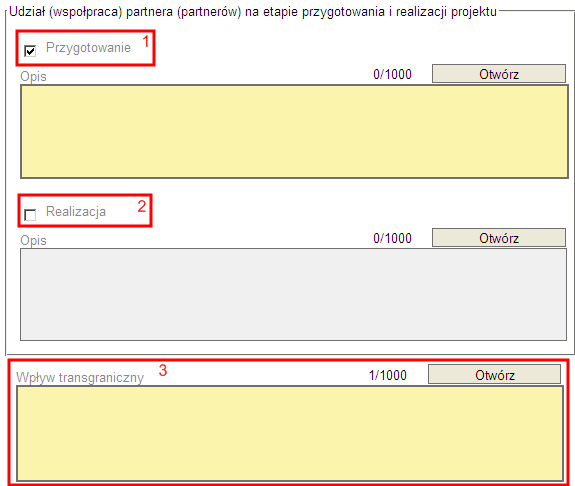 Udział (wspołpraca) partnera (partnerów) na etapie przygotowania i realizacji projektu
Przygotowanie 1
Opis 0/1000 Otwórz
Realizacja 2
Opis 0/1000 Otwórz
Wpływ transgraniczny 3 1/1000 Otwórz